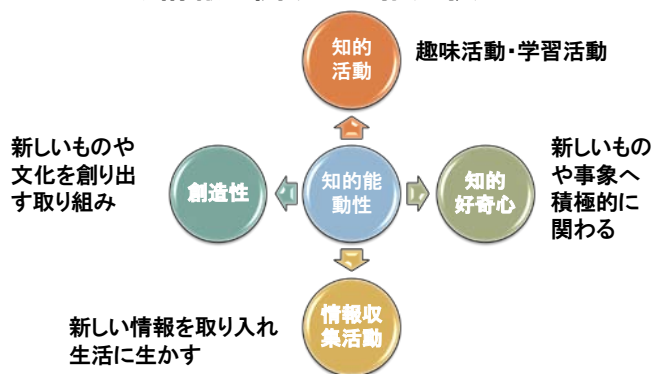 知的
活動
趣味活動・学習活動
新しいものや
文化を創り出
す取り組み
創造性
知的能
動性
知的
好奇心
新しいもの
や事象へ
積極的に
関わる
情報収
集活動
新しい情報を取り入れ
生活に生かす